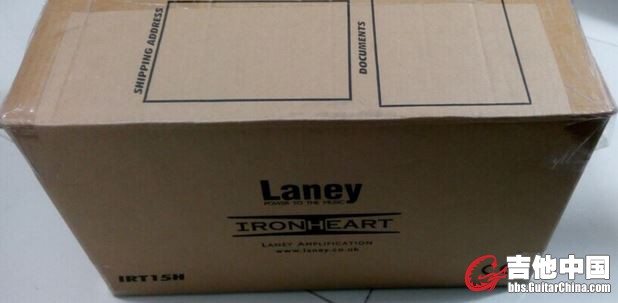 SHIPPING ADDRESS
DOCUMENTS
Laney
POWER TO THE MUSIC
IRONHEART
LANEY AMPLIFICATION
www.laney.co.uk
IRT15H
吉他中国
bbs.GuitarChina.com